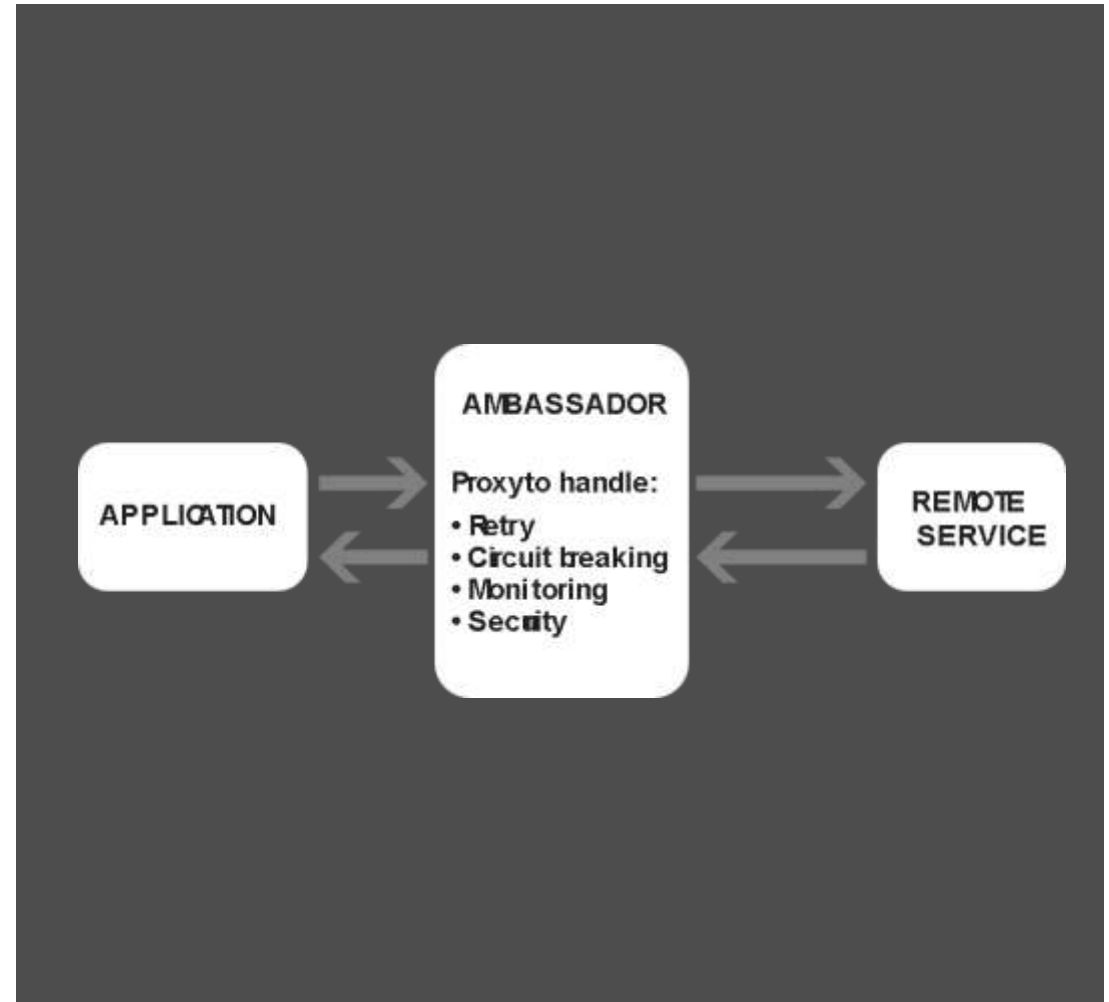 APPLICATION
AMBASSADOR
Proxyto handle:
• Retry
• Circuit breaking
• Monitoring
• Security
REMOTE
SERVICE